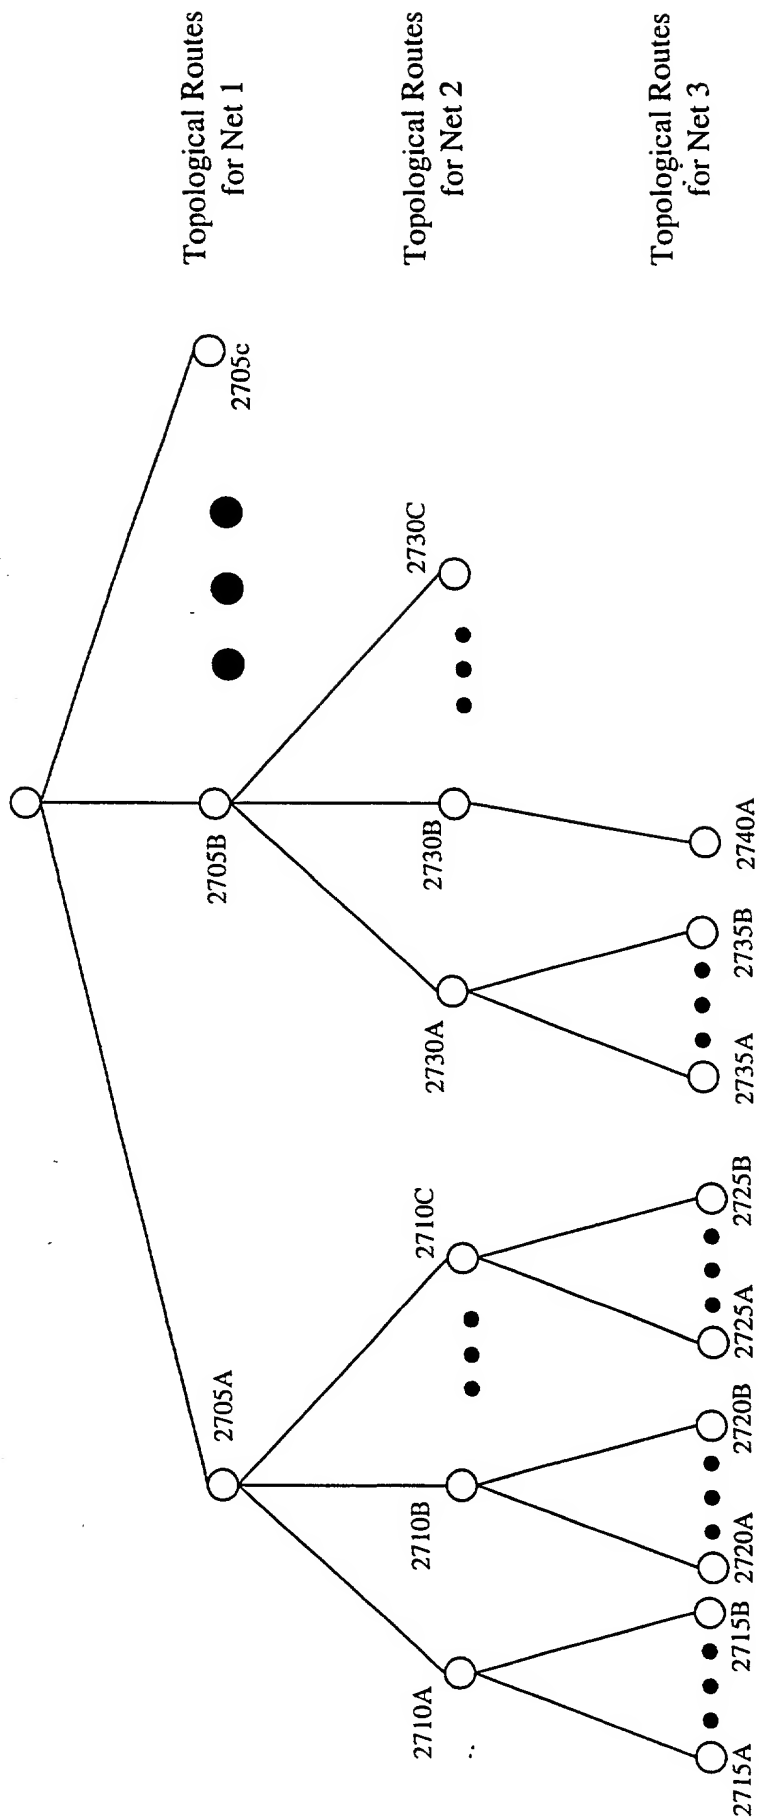 Topological Routes
for Net 1
2705A
2705B
2705c
Topological Routes
for Net 2
2710A
2710B
2710C
2730A
2730B
2730C
Topological Routes
for Net 3
2715A
2715B
2720A
2720B
2725A
2725B
2735A
2735B
2740A